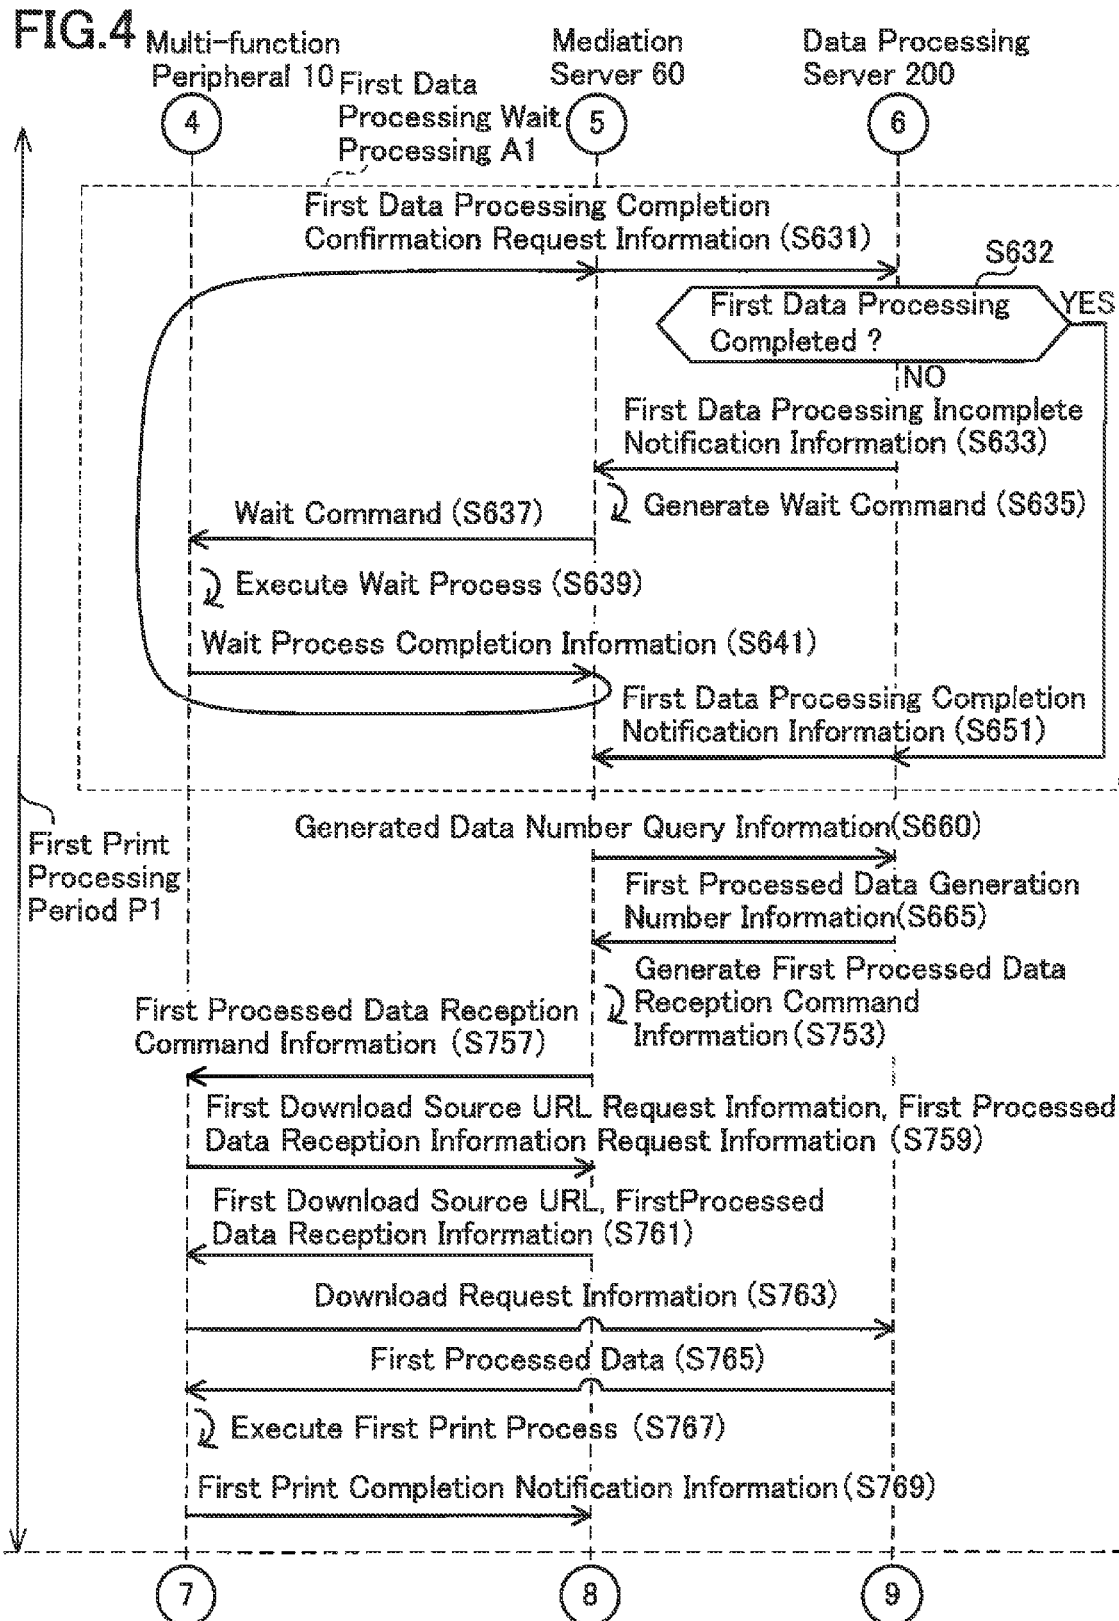 FIG.4
Multi-function
Peripheral 10
Mediation
Server 60
Data Processing
Server 200
First Data
Processing Wait
Processing A1
4
5
6
First Data Processing Completion
Confirmation Request Information (S631)
S632
First Data Processing
Completed ?
YES
NO
First Data Processing Incomplete
Notification Information (S633)
Generate Wait Command (S635)
Wait Command (S637)
Execute Wait Process (S639)
Wait Process Completion Information (S641)
First Data Processing Completion
Notification Information (S651)
First Print
Processing
Period P1
Generated Data Number Query Information(S660)
First Processed Data Generation
Number Information(S665)
Generate First Processed Data
Reception Command
Information(S753)
First Processed Data Reception
Command Information (S757)
First Download Source URL Request Information, First Processed
Data Reception Information Request Information (S759)
First Download Source URL, FirstProcessed
Data Reception Information (S761)
Download Request Information (S763)
First Processed Data (S765)
Execute First Print Process (S767)
First Print Completion Notification Information(S769)
7
8
9